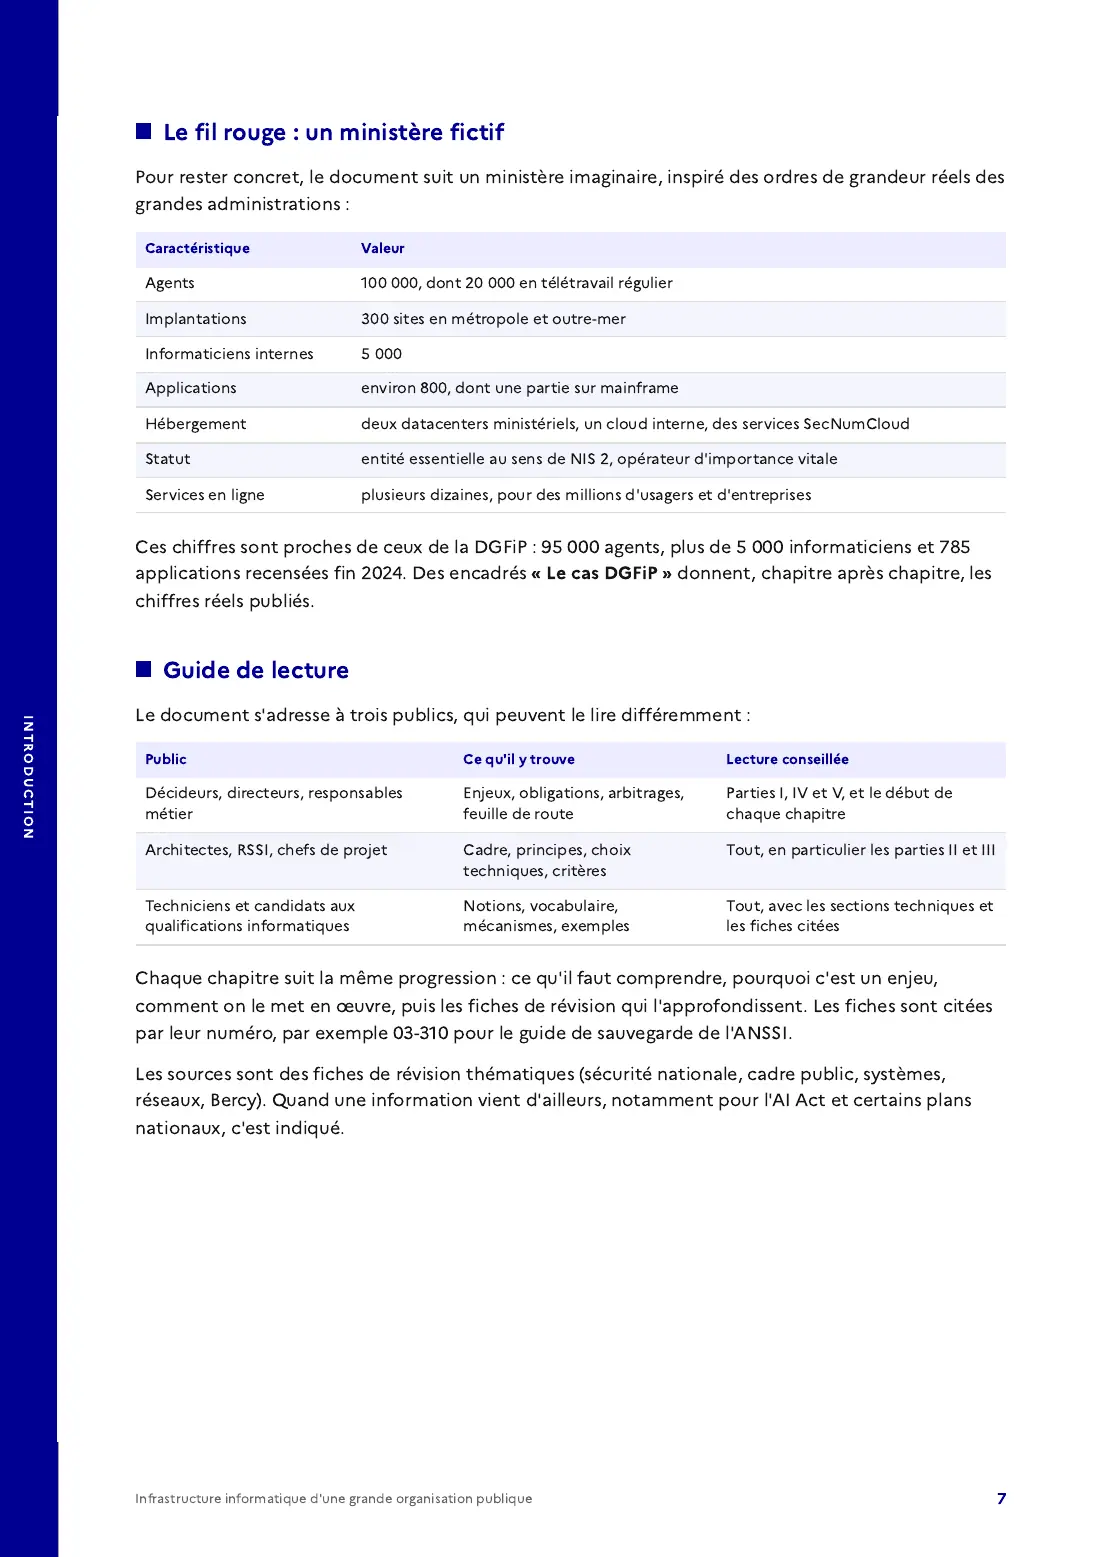 Le fil rouge : un ministère fictif
Pour rester concret, le document suit un ministère imaginaire, inspiré des ordres de grandeur réels des
grandes administrations :
Caractéristique Valeur
Agents 100 000, dont 20 000 en télétravail régulier
Implantations 300 sites en métropole et outre-mer
Informaticiens internes 5 000
Applications environ 800, dont une partie sur mainframe
Hébergement deux datacenters ministériels, un cloud interne, des services SecNumCloud
Statut entité essentielle au sens de NIS 2, opérateur d'importance vitale
Services en ligne plusieurs dizaines, pour des millions d'usagers et d'entreprises
Ces chiffres sont proches de ceux de la DGFiP : 95 000 agents, plus de 5 000 informaticiens et 785
applications recensées fin 2024. Des encadrés « Le cas DGFiP » donnent, chapitre après chapitre, les
chiffres réels publiés.
Guide de lecture
Le document s'adresse à trois publics, qui peuvent le lire différemment :
Public Ce qu'il y trouve Lecture conseillée
Décideurs, directeurs, responsables Enjeux, obligations, arbitrages, Parties I, IV et V, et le début de
métier feuille de route chaque chapitre
Architectes, RSSI, chefs de projet Cadre, principes, choix Tout, en particulier les parties II et III
techniques, critères
Techniciens et candidats aux Notions, vocabulaire, Tout, avec les sections techniques et
qualifications informatiques mécanismes, exemples les fiches citées
Chaque chapitre suit la même progression : ce qu'il faut comprendre, pourquoi c'est un enjeu,
comment on le met en œuvre, puis les fiches de révision qui l'approfondissent. Les fiches sont citées
par leur numéro, par exemple 03-310 pour le guide de sauvegarde de l'ANSSI.
Les sources sont des fiches de révision thématiques (sécurité nationale, cadre public, systèmes,
réseaux, Bercy). Quand une information vient d'ailleurs, notamment pour l'AI Act et certains plans
nationaux, c'est indiqué.
INTRODUCTION
Infrastructure informatique d'une grande organisation publique 7